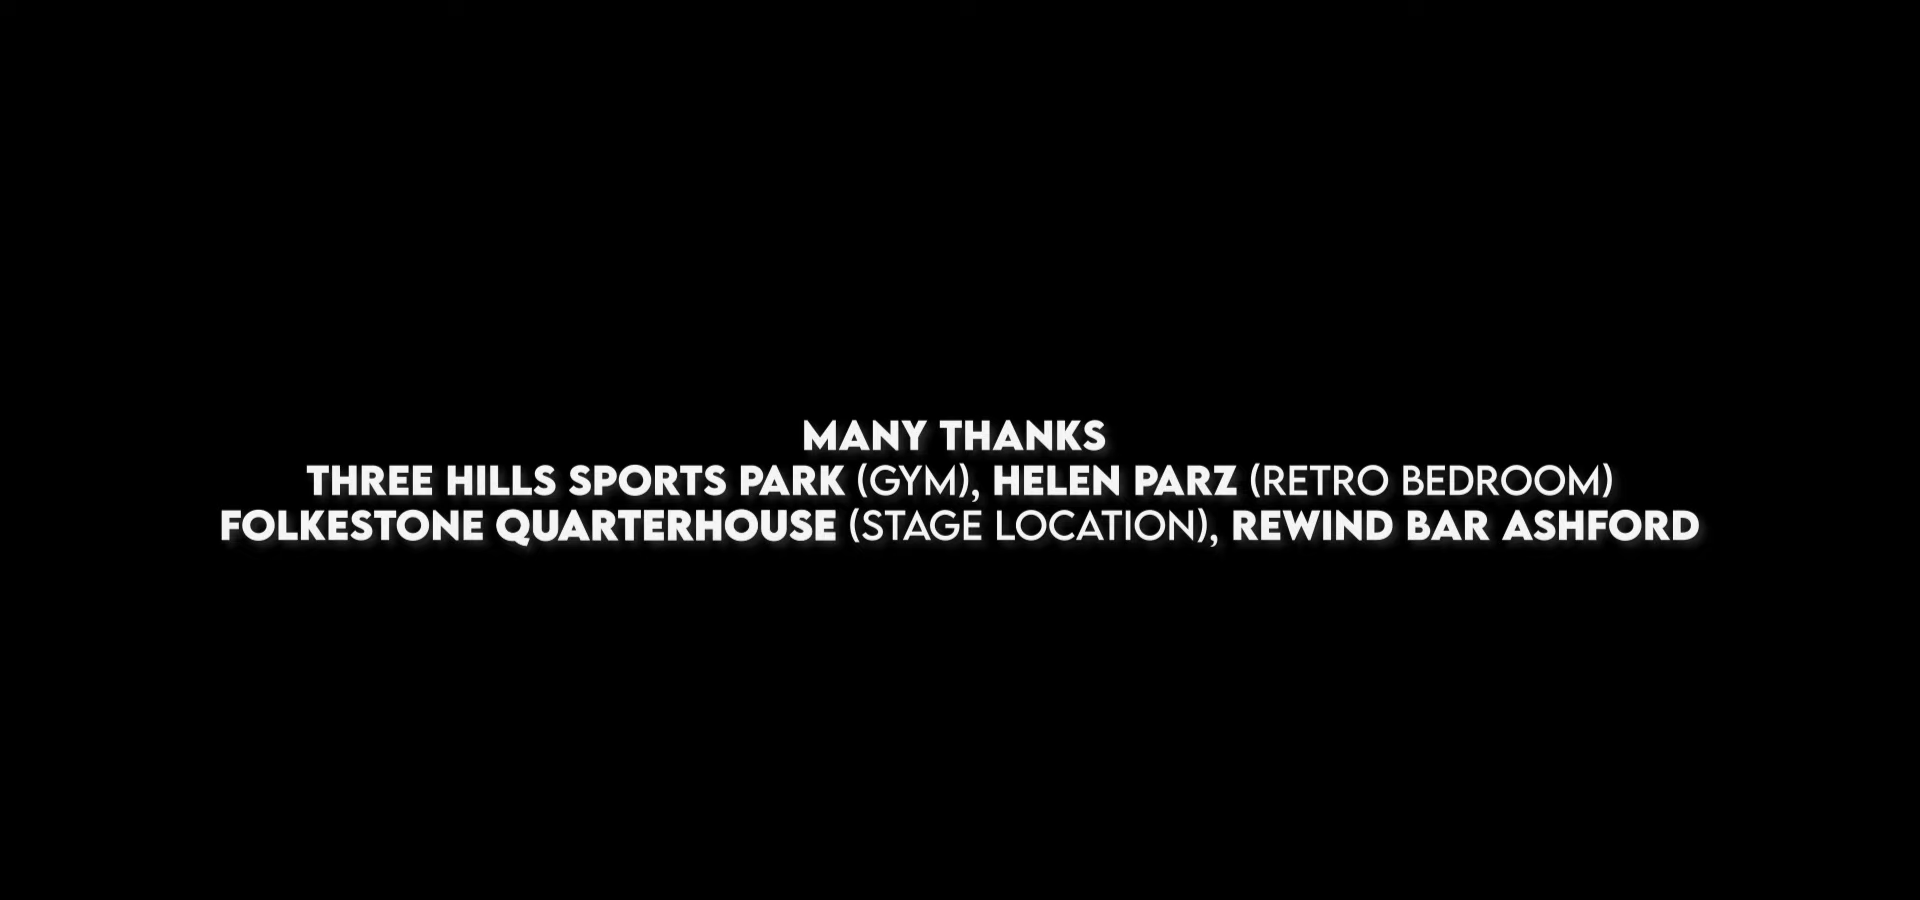 MANY THANKS
THREE HILLS SPORTS PARK (GYM), HELEN PARZ (RETRO BEDROOM)
FOLKESTONE QUARTERHOUSE (STAGE LOCATION), REWIND BAR ASHFORD